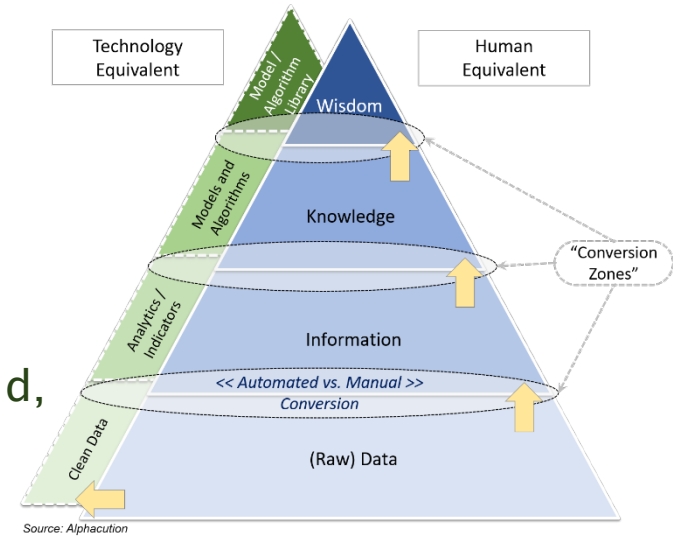 Technology
Equivalent
Human
Equivalent
Model /
Algorithm
Library
Wisdom
Models and
Algorithms
Knowledge
“Conversion
Zones”
Analytics /
Indicators
Information
d,
<< Automated vs. Manual >>
Conversion
Clean Data
(Raw) Data
Source: Alphacution